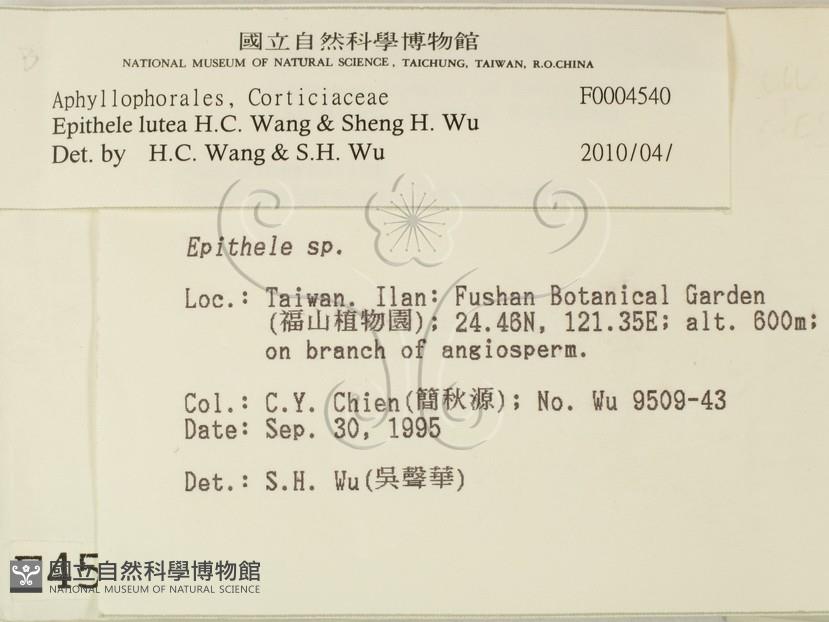 國立自然科學博物館
NATIONAL MUSEUM OF NATURAL SCIENCE, TAICHUNG, TAIWAN, R.O.CHINA
Aphyllophorales, Corticiaceae F0004540
Epithele lutea H.C. Wang & Sheng H. Wu
Det. by H.C. Wang & S.H. Wu 2010/04/
Epithele sp.
Loc.: Taiwan. Ilan: Fushan Botanical Garden
(福山植物園); 24.46N, 121.35E; alt. 600m;
on branch of angiosperm.
Col.: C.Y. Chien(簡秋源); No. Wu 9509-43
Date: Sep. 30, 1995
Det.: S.H. Wu(吳聲華)
45
國立自然科學博物館
NATIONAL MUSEUM OF NATURAL SCIENCE